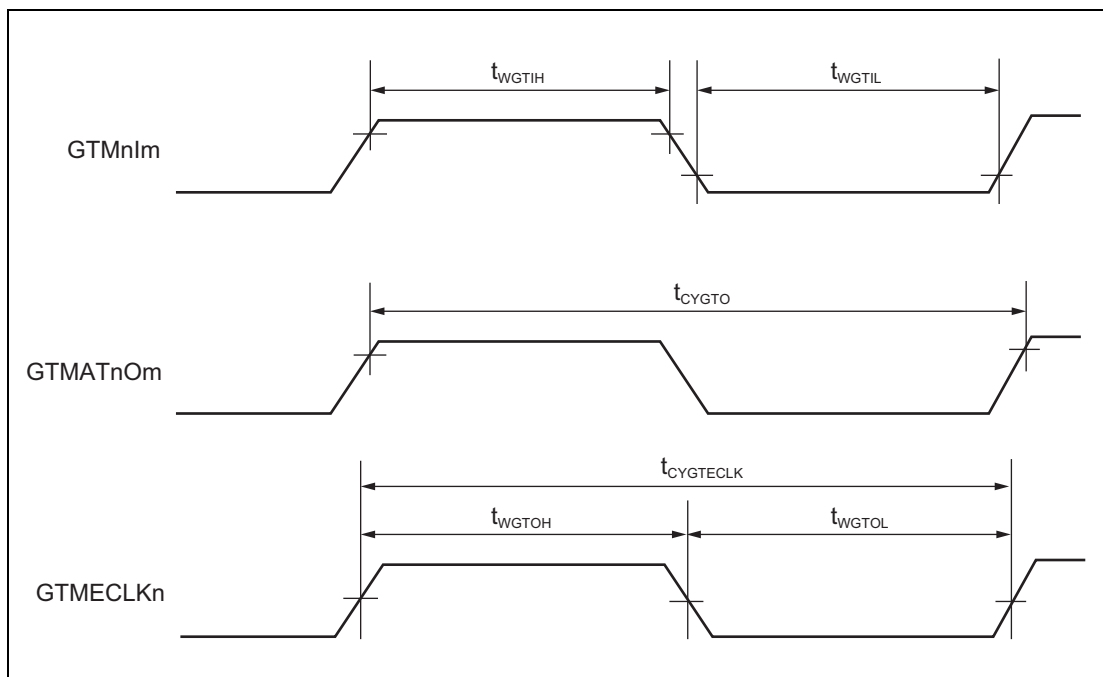 tWGTIH
tWGTIL
GTMnIm
tCYGTO
GTMATnOm
tCYGTECLK
tWGTOH
tWGTOL
GTMECLKn